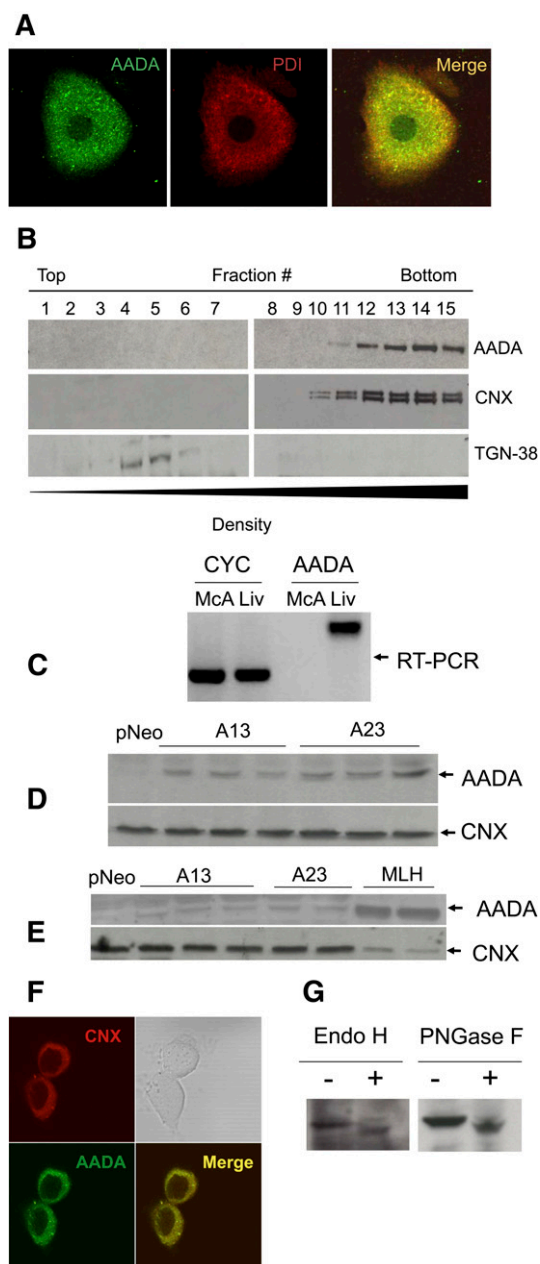 A
AADA PDI Merge
B
Top Fraction # Bottom
1 2 3 4 5 6 7 8 9 10 11 12 13 14 15
AADA
CNX
TGN-38
Density
CYC AADA
McA Liv McA Liv
C RT-PCR
pNeo A13 A23
AADA
D
CNX
pNeo A13 A23 MLH
AADA
E
CNX
F G
CNX
Endo H PNGase F
- + - +
AADA Merge